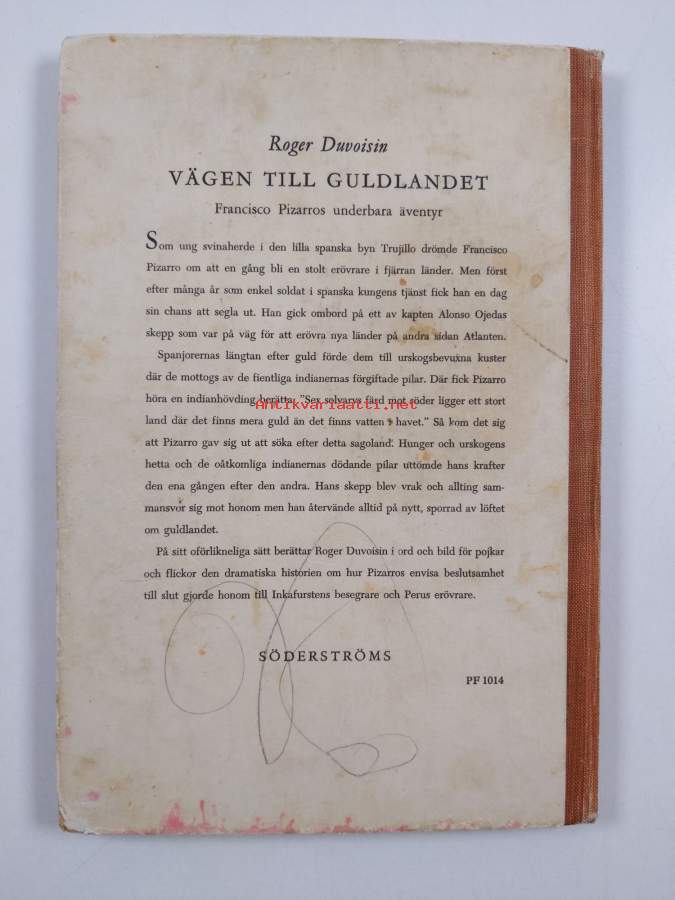 Roger Duvoisin
VÄGEN TILL GULDLANDET
Francisco Pizarros underbara äventyr
Som ung svinaherde i den lilla spanska byn Trujillo drömde Francisco
Pizarro om att en gång bli en stolt erövrare i fjärran länder. Men först
efter många år som enkel soldat i spanska kungens tjänst fick han en dag
sin chans att segla ut. Han gick ombord på ett av kapten Alonso Ojedas
skepp som var på väg för att erövra nya länder på andra sidan Atlanten.
Spanjorernas längtan efter guld förde dem till urskogsbevuxna kuster
där de mottogs av de fientliga indianernas förgiftade pilar. Där fick Pizarro
höra en indianhövding berätta: "Sex solvarvs färd mot söder ligger ett stort
Antikvariaatti.net
land där det finns mera guld än det finns vatten i havet." Så kom det sig
att Pizarro gav sig ut att söka efter detta sagoland. Hunger och urskogens
hetta och de oåtkomliga indianernas dödande pilar uttömde hans krafter
den ena gången efter den andra. Hans skepp blev vrak och allting sam-
mansvor sig mot honom men han återvände alltid på nytt, sporrad av löftet
om guldlandet.
På sitt oförlikneliga sätt berättar Roger Duvoisin i ord och bild för pojkar
och flickor den dramatiska historien om hur Pizarros envisa beslutsamhet
till slut gjorde honom till Inkafurstens besegrare och Perus erövrare.
SÖDERSTRÖMS
PF 1014